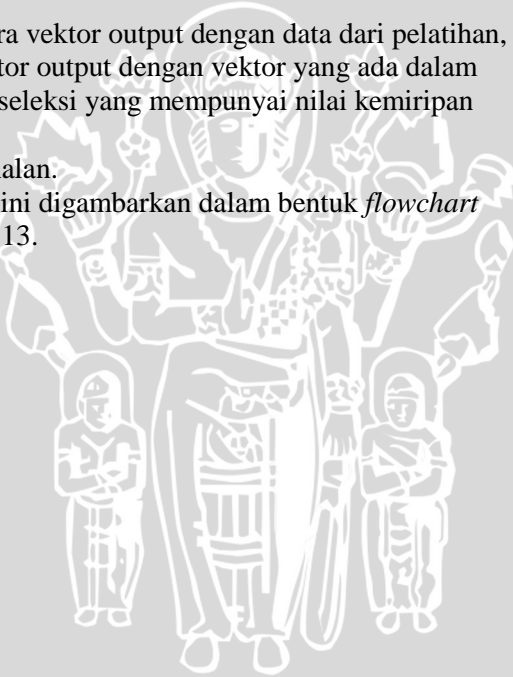 ra vektor output dengan data dari pelatihan,
tor output dengan vektor yang ada dalam
seleksi yang mempunyai nilai kemiripan
alan.
ini digambarkan dalam bentuk flowchart
13.